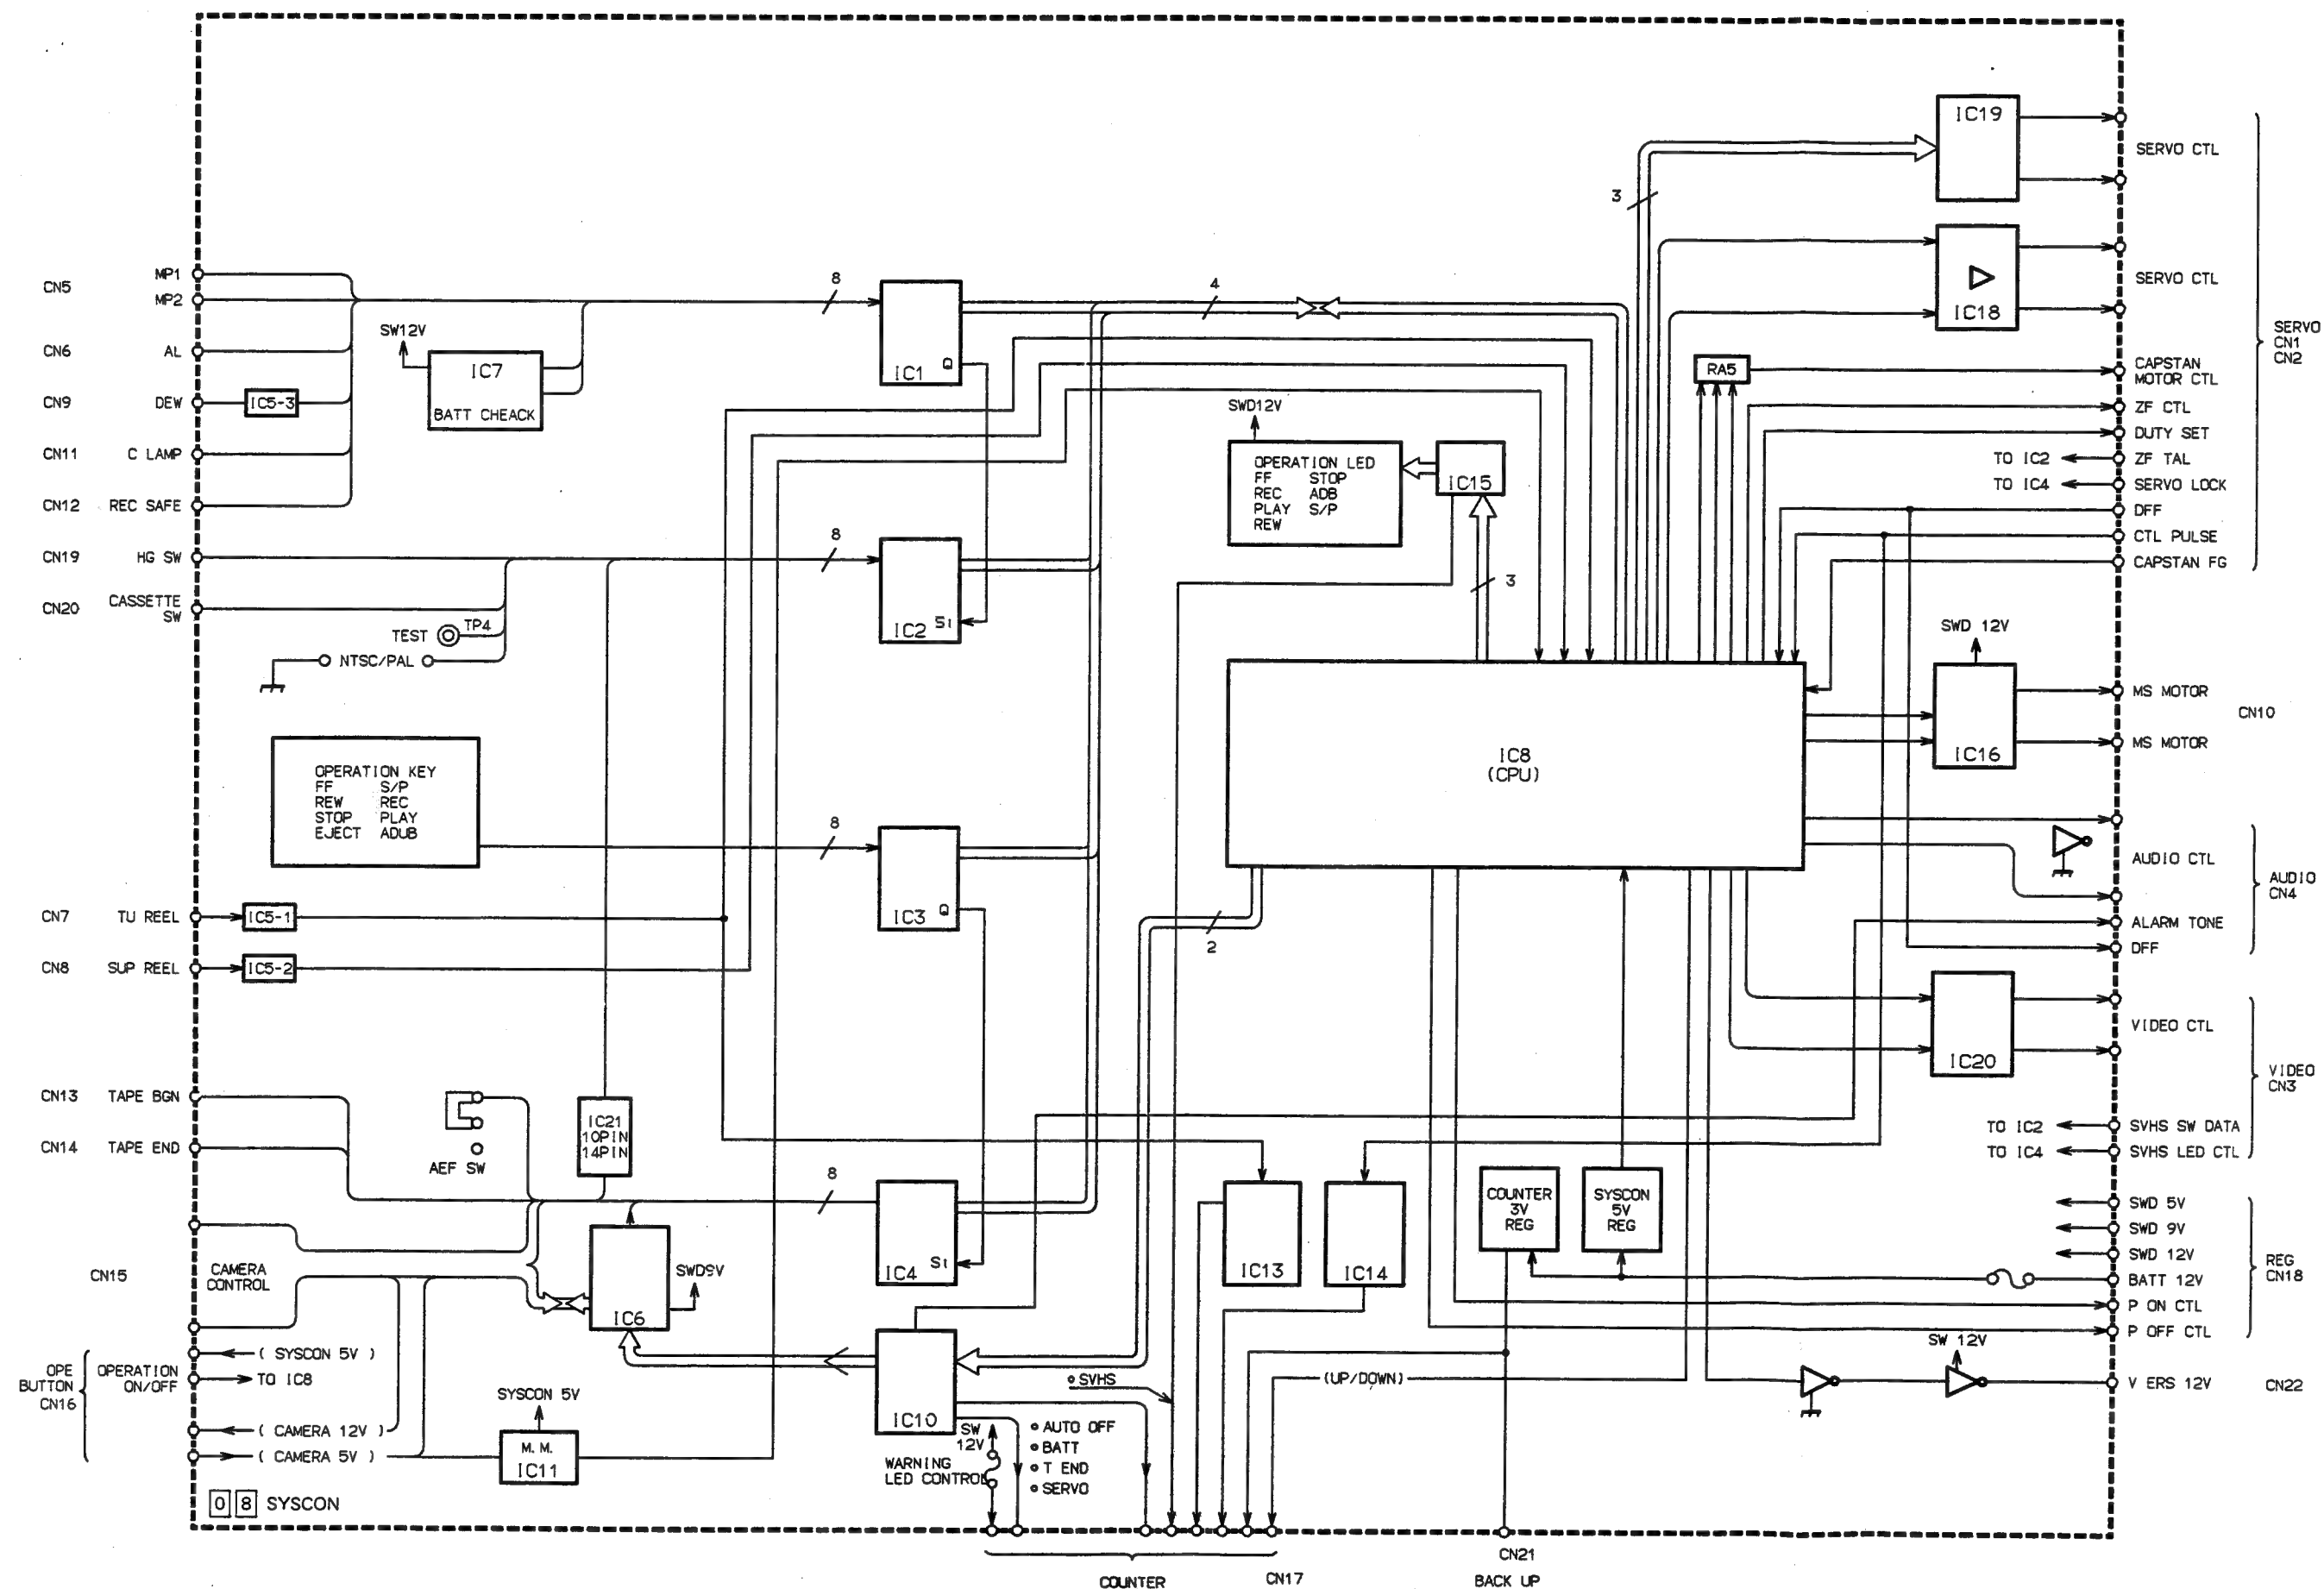 IC19
SERVO CTL
3
IC18
SERVO CTL
SERVO
CN1
CN2
CN5
MP1
MP2
8
4
SW12V
IC7
BATT CHEACK
IC1
Q
CN6
AL
CN9
DEW
IC5-3
CN11
C LAMP
CN12
REC SAFE
RA5
CAPSTAN
MOTOR CTL
ZF CTL
DUTY SET
TO IC2
ZF TAL
TO IC4
SERVO LOCK
DFF
CTL PULSE
CAPSTAN FG
SWD12V
OPERATION LED
FF STOP
REC ADB
PLAY S/P
REW
IC15
3
CN19
HG SW
8
CN20
CASSETTE
SW
TEST
TP4
NTSC/PAL
IC2
SI
SWD 12V
IC16
MS MOTOR
MS MOTOR
CN10
IC8
(CPU)
OPERATION KEY
FF S/P
REW REC
STOP PLAY
EJECT ADUB
8
IC3
Q
AUDIO CTL
AUDIO
CN4
ALARM TONE
DFF
CN7
TU REEL
IC5-1
CN8
SUP REEL
IC5-2
2
IC20
VIDEO CTL
VIDEO
CN3
TO IC2
SVHS SW DATA
TO IC4
SVHS LED CTL
CN13
TAPE BGN
CN14
TAPE END
AEF SW
IC21
10PIN
14PIN
8
IC4
SI
IC13
IC14
COUNTER
3V
REG
SYSCON
5V
REG
SWD 5V
SWD 9V
SWD 12V
BATT 12V
P ON CTL
P OFF CTL
REG
CN18
CN15
CAMERA
CONTROL
IC6
SWD9V
OPE
BUTTON
CN16
OPERATION
ON/OFF
( SYSCON 5V )
TO IC8
( CAMERA 12V )
( CAMERA 5V )
SYSCON 5V
M. M.
IC11
IC10
SVHS
(UP/DOWN)
SW 12V
V ERS 12V
CN22
SW
12V
WARNING
LED CONTROL
AUTO OFF
BATT
T END
SERVO
0 8 SYSCON
COUNTER
CN17
CN21
BACK UP